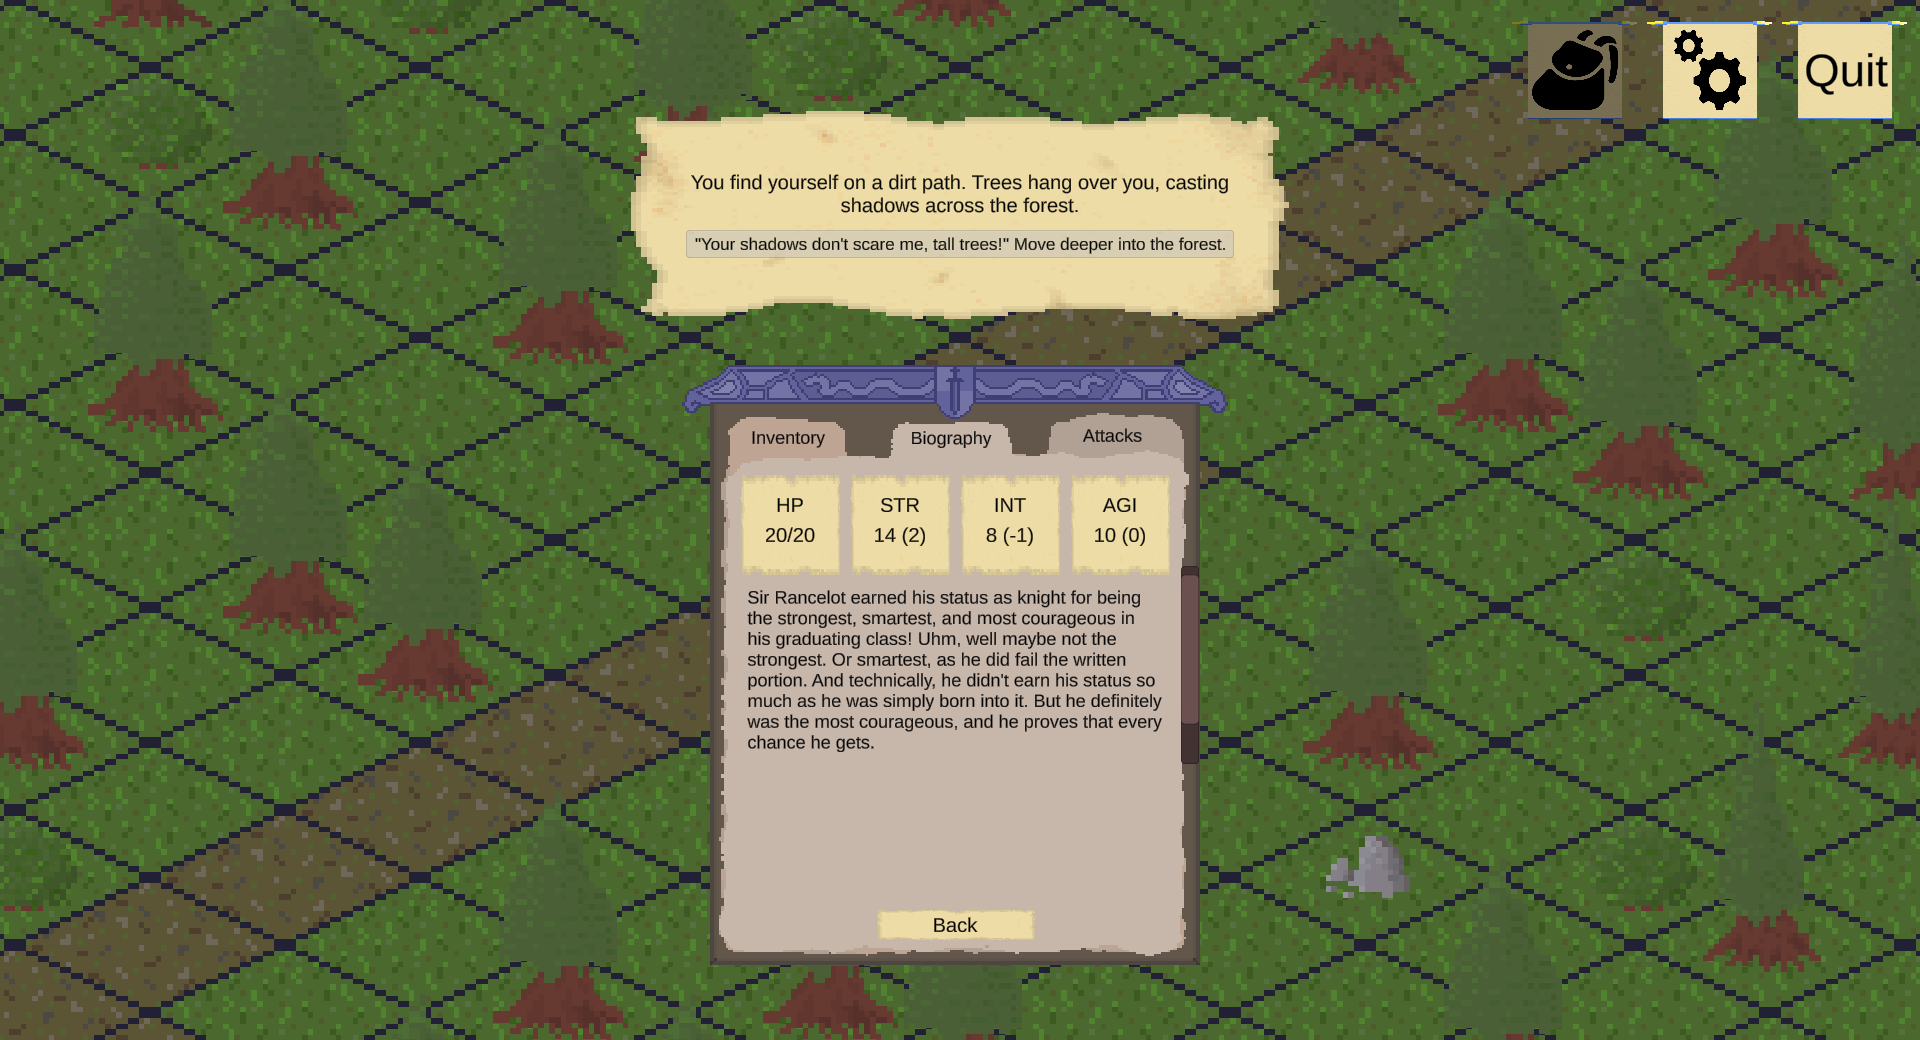 Quit
You find yourself on a dirt path. Trees hang over you, casting
shadows across the forest.
"Your shadows don't scare me, tall trees!" Move deeper into the forest.
Inventory
Biography
Attacks
HP
20/20
STR
14 (2)
INT
8 (-1)
AGI
10 (0)
Sir Rancelot earned his status as knight for being
the strongest, smartest, and most courageous in
his graduating class! Uhm, well maybe not the
strongest. Or smartest, as he did fail the written
portion. And technically, he didn't earn his status so
much as he was simply born into it. But he definitely
was the most courageous, and he proves that every
chance he gets.
Back